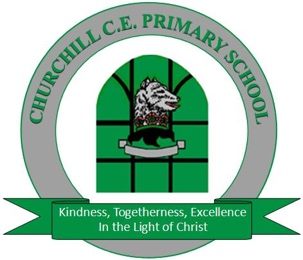 CHURCHILL C.E. PRIMARY SCHOOL
Kindness, Togetherness, Excellence
In the Light of Christ